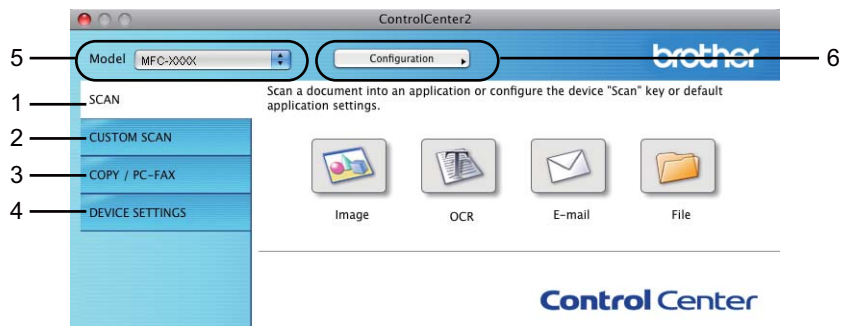 ControlCenter2
5
Model
MFC-XXXX
Configuration
6
brother
1
SCAN
Scan a document into an application or configure the device "Scan" key or default
application settings.
2
CUSTOM SCAN
3
COPY / PC-FAX
4
DEVICE SETTINGS
T
Image
OCR
E-mail
File
Control Center